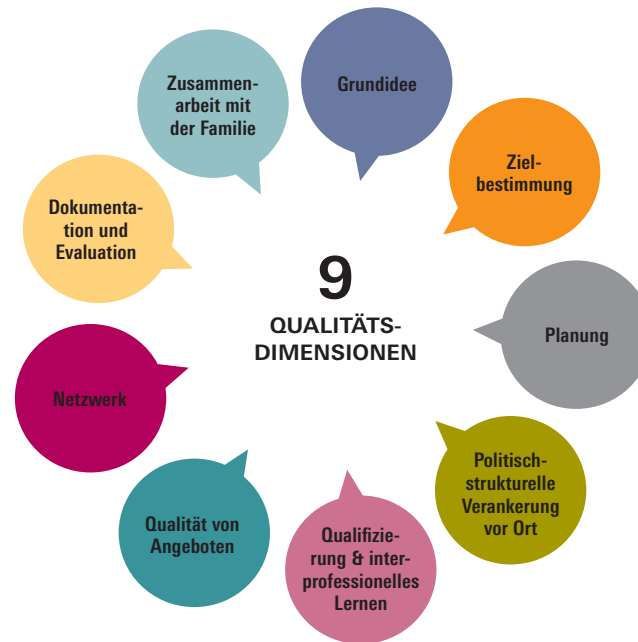 Zusammen-
arbeit mit
der Familie
Grundidee
Ziel-
bestimmung
Dokumenta-
tion und
Evaluation
9
QUALITÄTS-
DIMENSIONEN
Planung
Netzwerk
Politisch-
strukturelle
Verankerung
vor Ort
Qualität von
Angeboten
Qualifizie-
rung & inter-
professionelles
Lernen